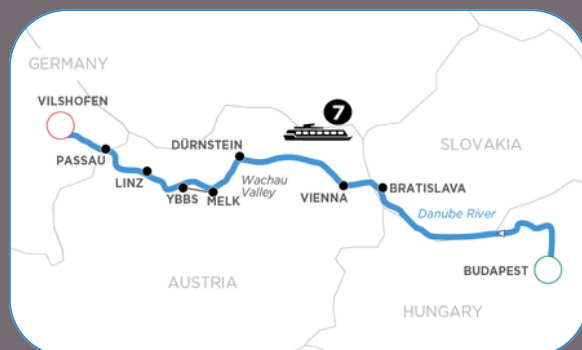 GERMANY
VILSHOFEN
7
DÜRNSTEIN
SLOVAKIA
PASSAU
LINZ
Wachau
Valley
YBBS
MELK
VIENNA
BRATISLAVA
Danube River
BUDAPEST
AUSTRIA
HUNGARY